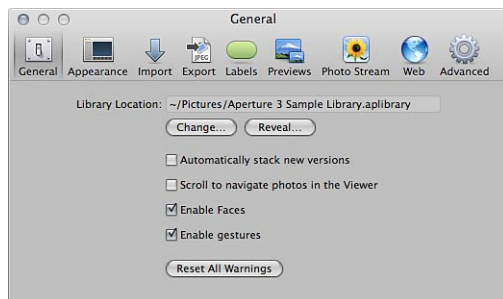 General
General Appearance Import Export Labels Previews Photo Stream Web Advanced
JPEG
Library Location: ~/Pictures/Aperture 3 Sample Library.aplibrary
Change... Reveal...
Automatically stack new versions
Scroll to navigate photos in the Viewer
Enable Faces
Enable gestures
Reset All Warnings